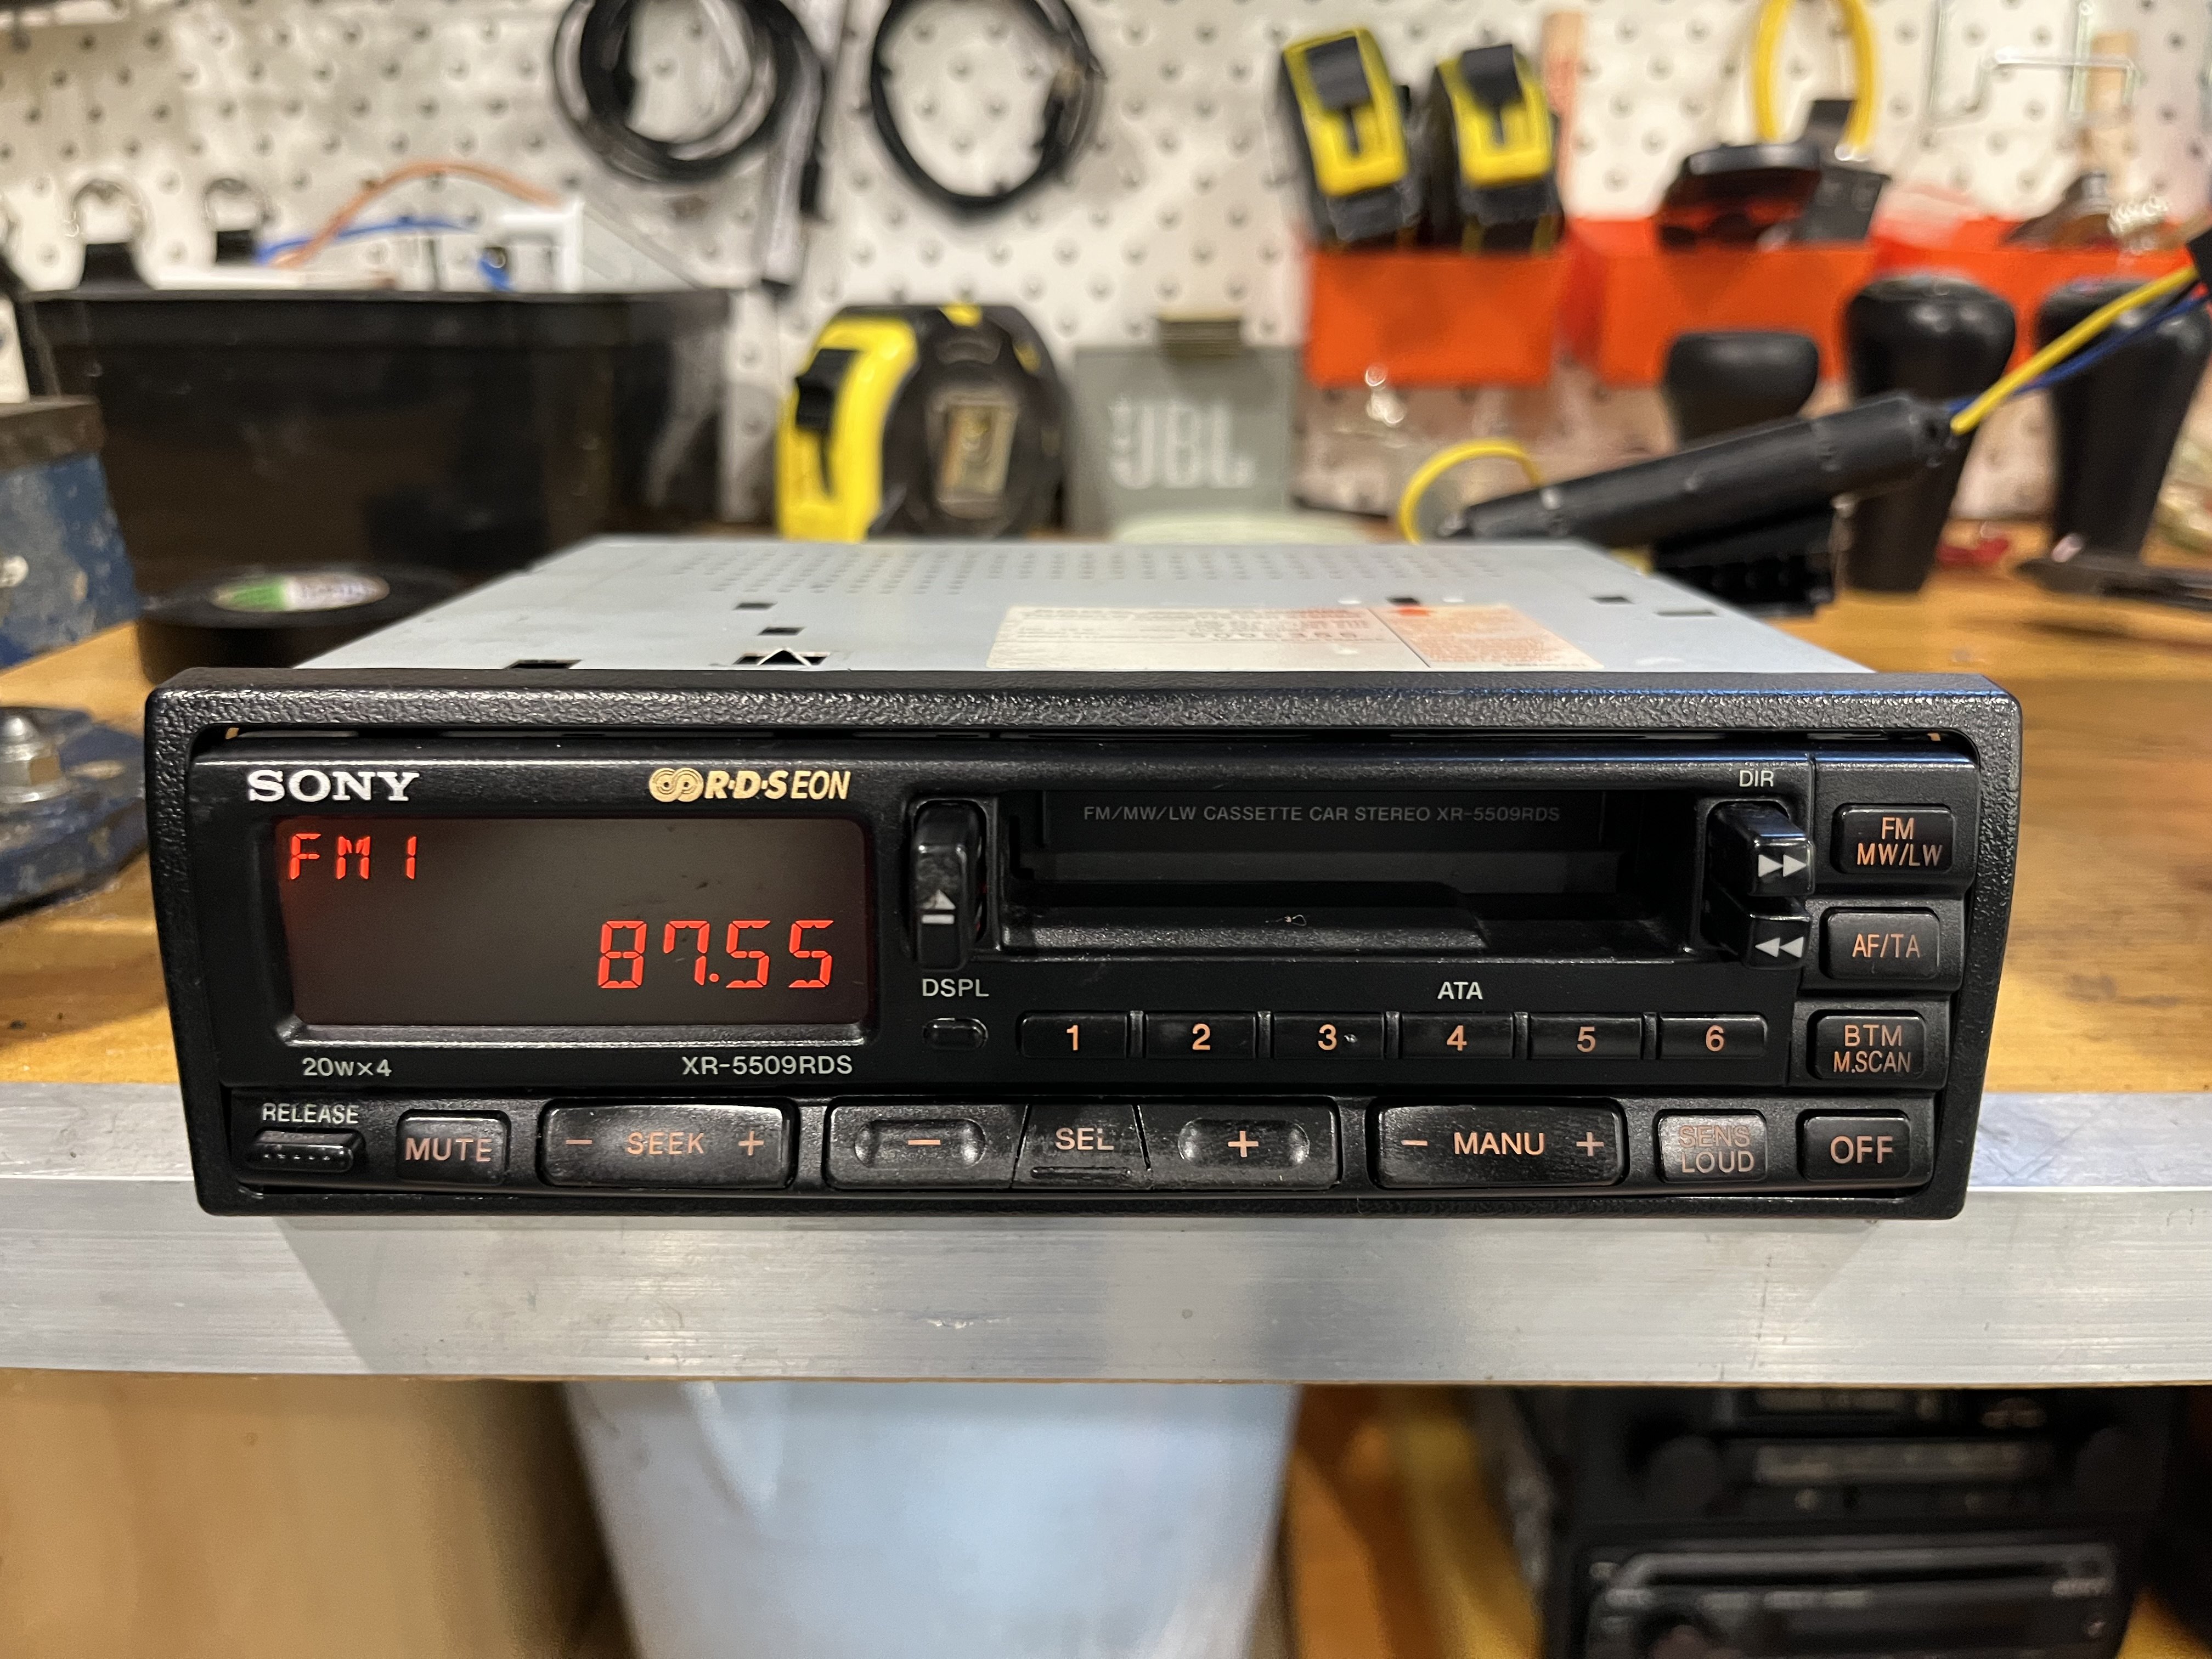 JBL
SONY
R·D·S EON
DIR
FM/MW/LW CASSETTE CAR STEREO XR-5509RDS
FM
MW/LW
FM1
87.55
AF/TA
DSPL
ATA
1 2 3 4 5 6
BTM
M.SCAN
20w×4
XR-5509RDS
RELEASE
MUTE
− SEEK +
− SEL +
− MANU +
SENS
LOUD
OFF